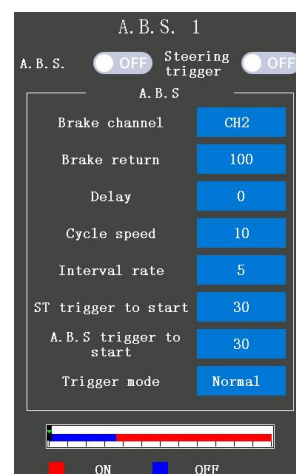 A.B.S. 1
A.B.S. OFF Steering trigger OFF
A.B.S
Brake channel CH2
Brake return 100
Delay 0
Cycle speed 10
Interval rate 5
ST trigger to start 30
A.B.S trigger to start 30
Trigger mode Normal
ON OFF